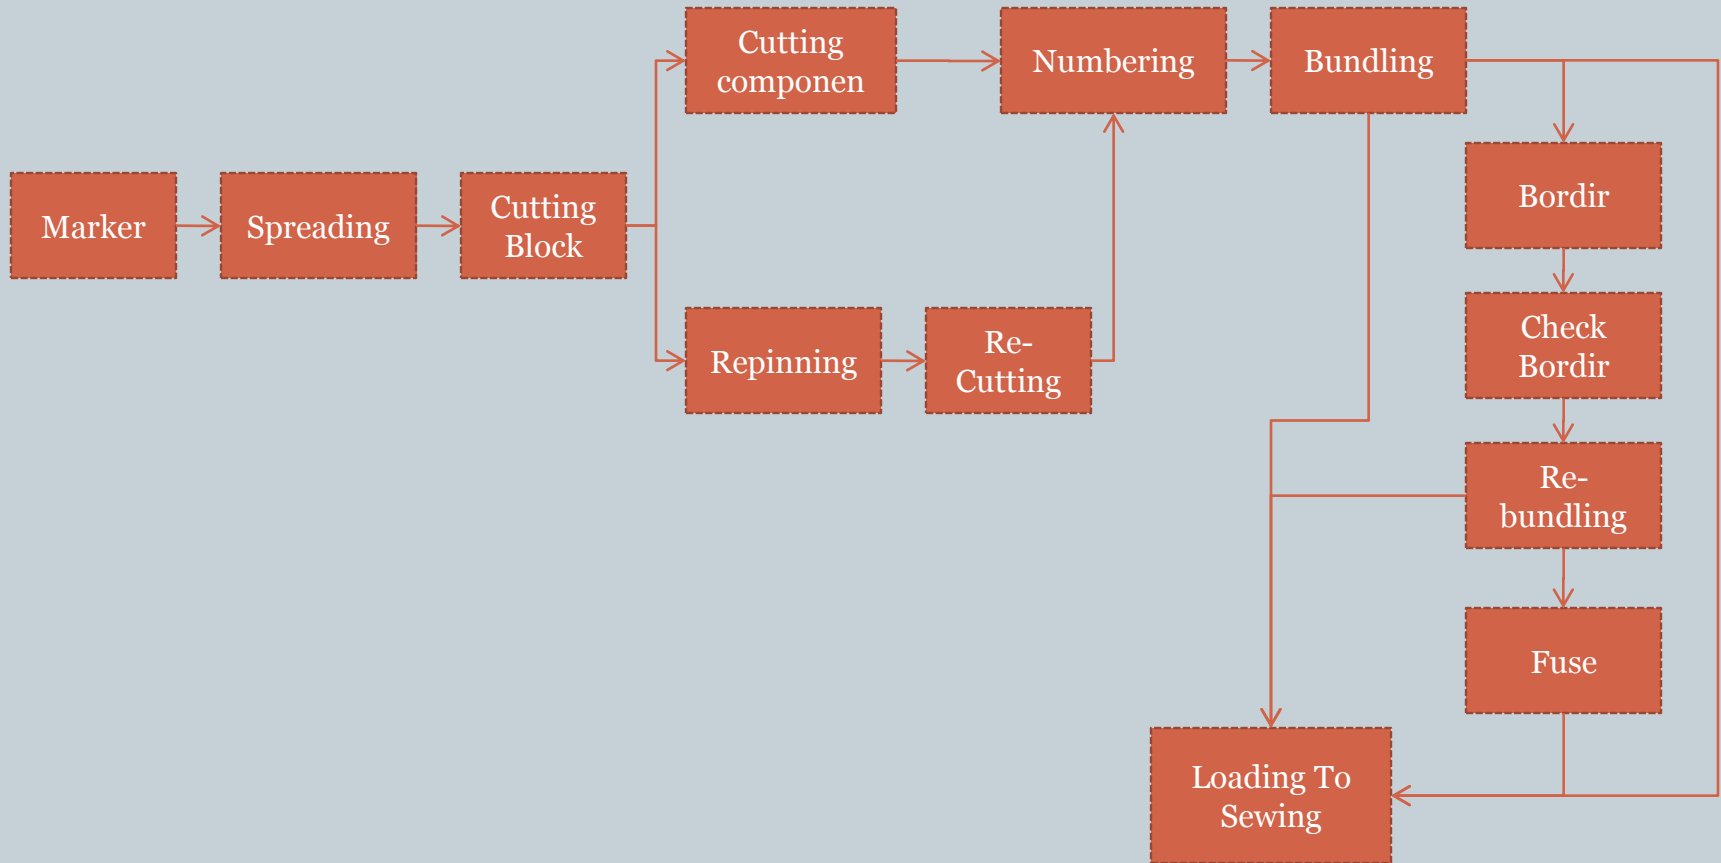 Cutting
componen
Numbering
Bundling
Marker
Spreading
Cutting
Block
Bordir
Repinning
Re-
Cutting
Check
Bordir
Re-
bundling
Fuse
Loading To
Sewing